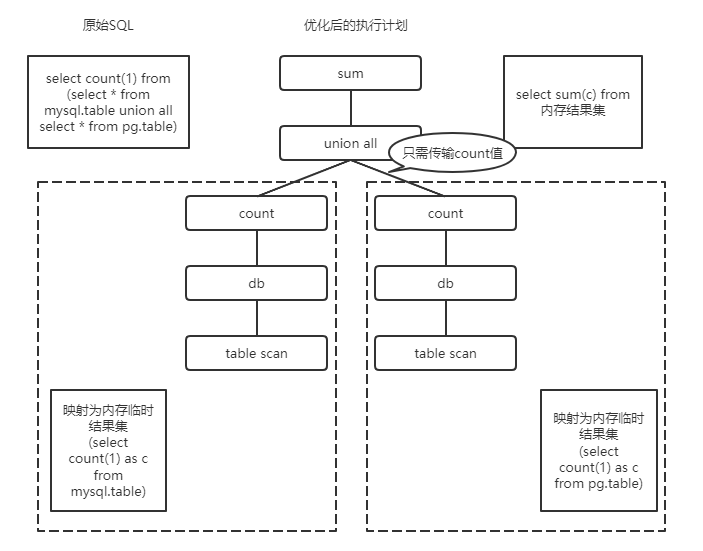 原始SQL
优化后的执行计划
select count(1) from
(select * from
mysql.table union all
select * from pg.table)
sum
select sum(c) from
内存结果集
union all
只需传输count值
count
count
db
db
table scan
table scan
映射为内存临时
结果集
(select
count(1) as c
from
mysql.table)
映射为内存临时
结果集
(select
count(1) as c
from pg.table)